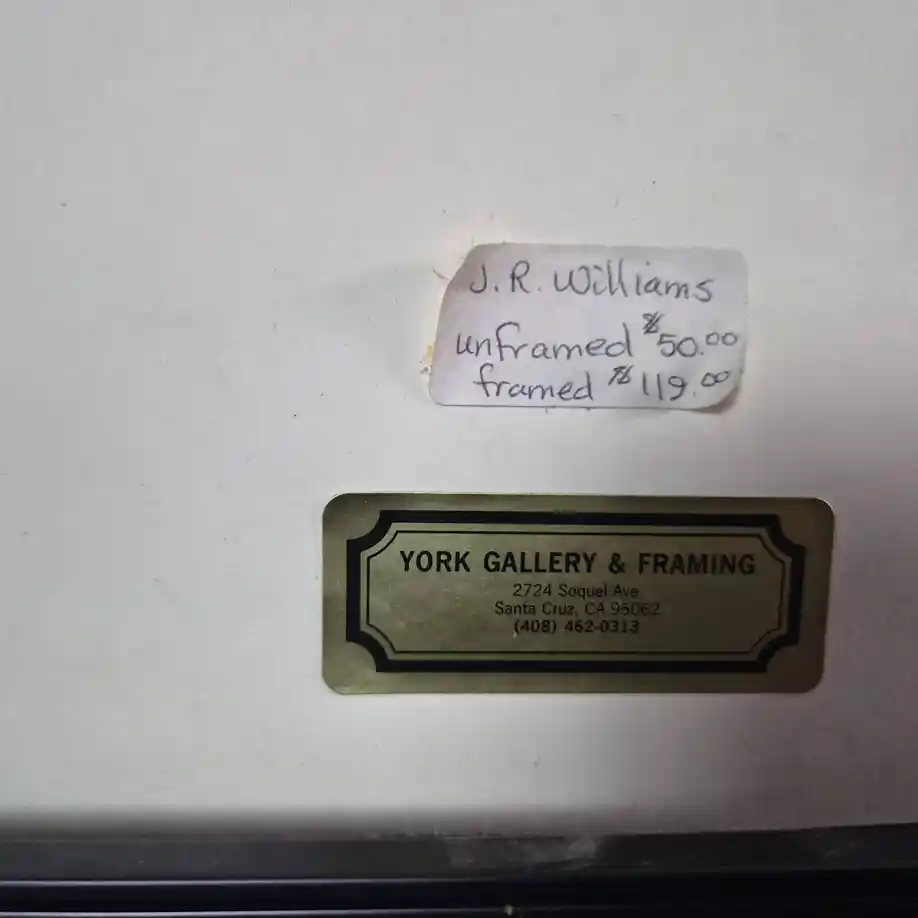 J.R. Williams
unframed $50.00
framed $119.00
YORK GALLERY & FRAMING
2724 Soquel Ave
Santa Cruz, CA 95062
(408) 462-0313